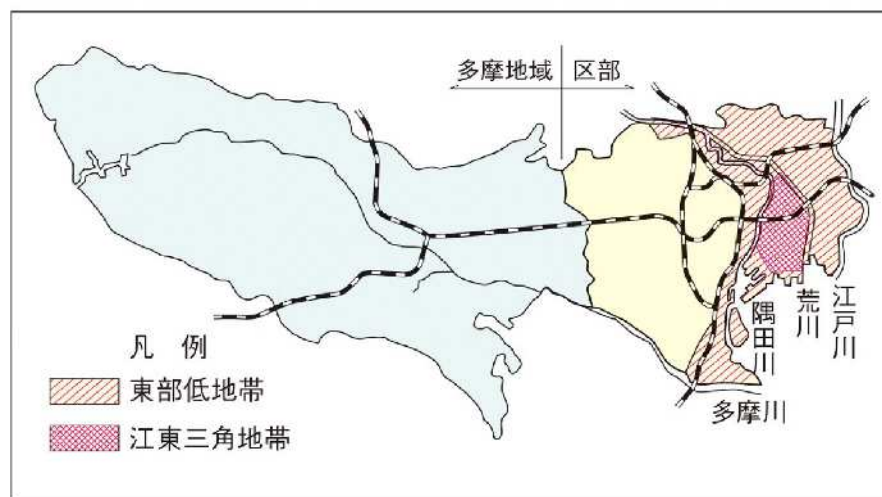 多摩地域 区部
隅田川
荒川
江戸川
多摩川
凡 例
東部低地帯
江東三角地帯